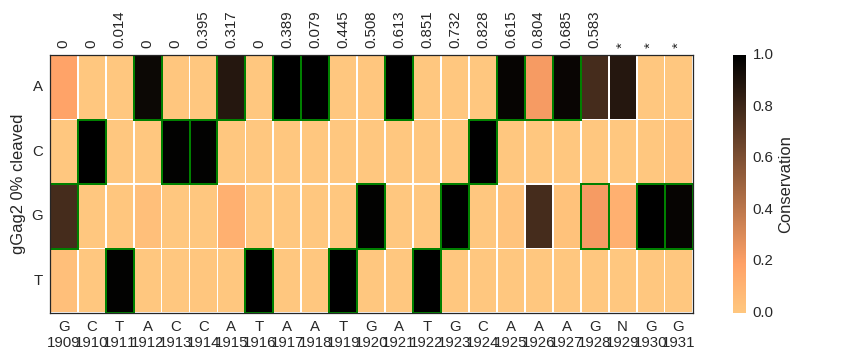 0 0 0.014 0 0 0.395 0.317 0 0.389 0.079 0.445 0.508 0.613 0.851 0.732 0.828 0.615 0.804 0.685 0.583 * * *
gGag2 0% cleaved
A
C
G
T
G C T A C C A T A A T G A T G C A A A G N G G
1909 1910 1911 1912 1913 1914 1915 1916 1917 1918 1919 1920 1921 1922 1923 1924 1925 1926 1927 1928 1929 1930 1931
1.0
0.8
0.6
0.4
0.2
0.0
Conservation